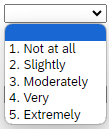 1. Not at all
2. Slightly
3. Moderately
4. Very
5. Extremely